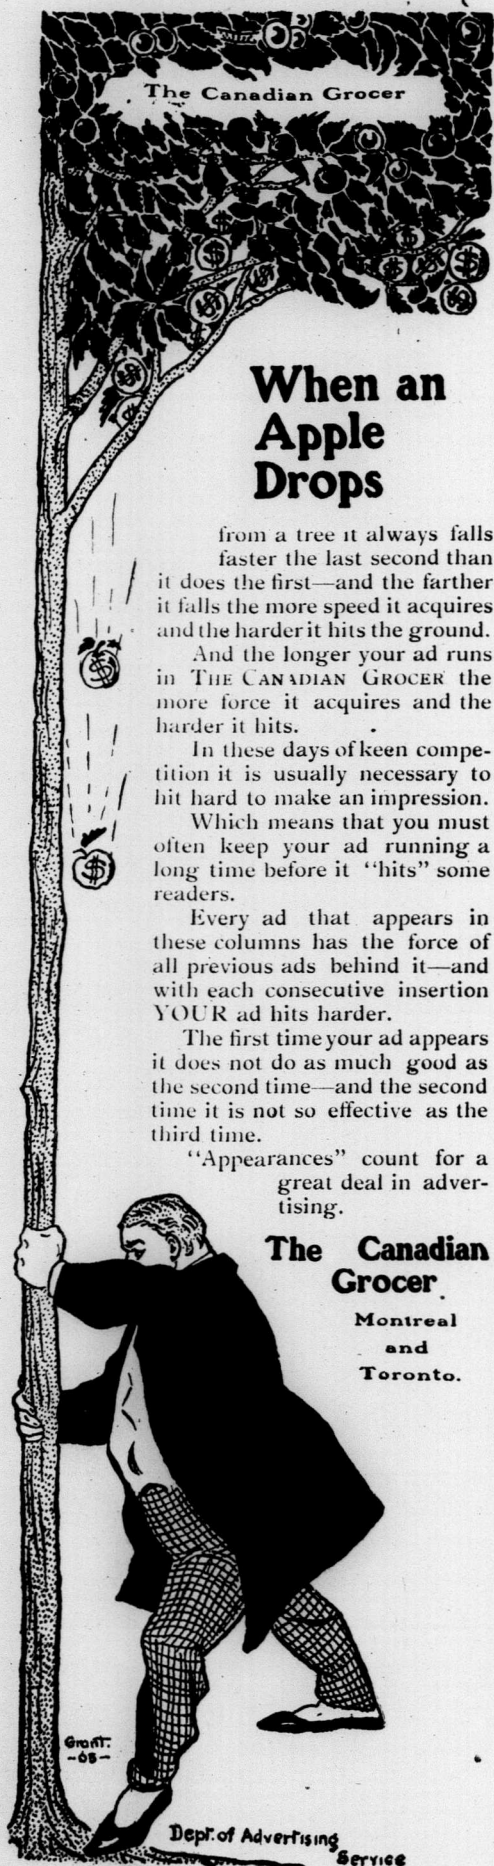 The Canadian Grocer
When an
Apple
Drops
from a tree it always falls
faster the last second than
it does the first—and the farther
it falls the more speed it acquires
and the harder it hits the ground.
And the longer your ad runs
in THE CANADIAN GROCER the
more force it acquires and the
harder it hits.
In these days of keen compe-
tition it is usually necessary to
hit hard to make an impression.
Which means that you must
often keep your ad running a
long time before it "hits" some
readers.
Every ad that appears in
these columns has the force of
all previous ads behind it—and
with each consecutive insertion
YOUR ad hits harder.
The first time your ad appears
it does not do as much good as
the second time—and the second
time it is not so effective as the
third time.
"Appearances" count for a
great deal in adver-
tising.
The Canadian
Grocer
Montreal
and
Toronto.
Grant.
Dept. of Advertising
Service